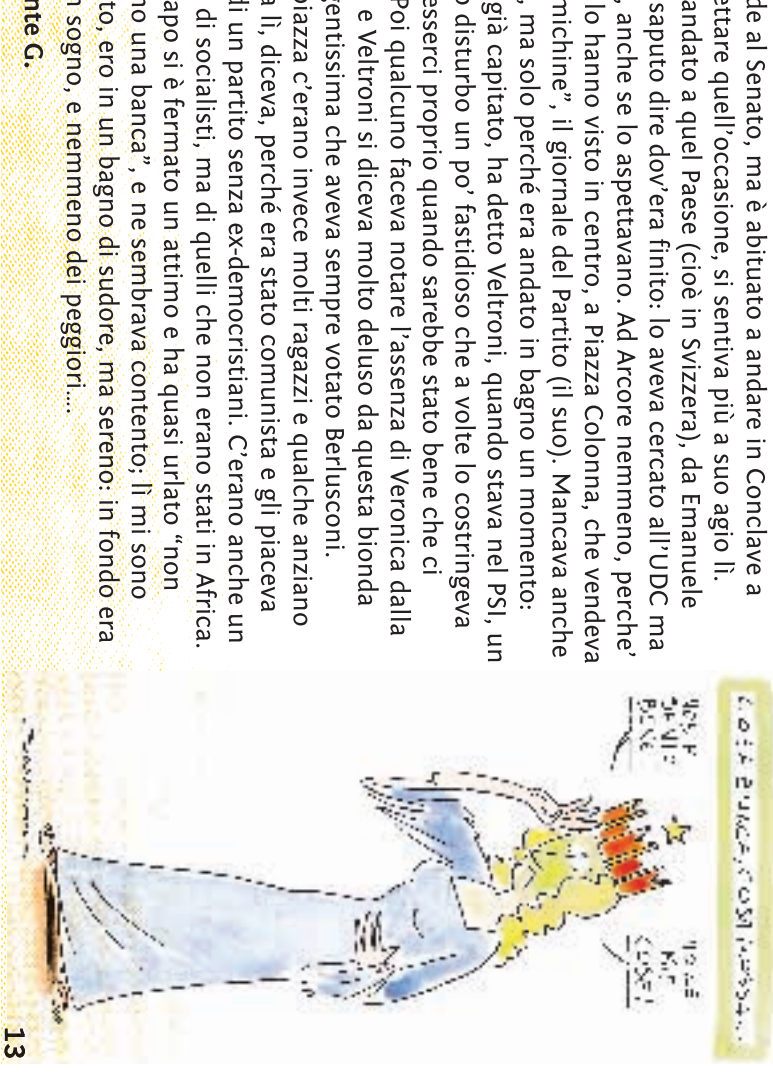 de al Senato, ma è abituato a andare in Conclave a
ettare quell'occasione, si sentiva più a suo agio lì.
andato a quel Paese (cioè in Svizzera), da Emanuele
saputo dire dov'era finito: lo aveva cercato all'UDC ma
, anche se lo aspettavano. Ad Arcore nemmeno, perche'
lo hanno visto in centro, a Piazza Colonna, che vendeva
michine", il giornale del Partito (il suo). Mancava anche
, ma solo perché era andato in bagno un momento:
già capitato, ha detto Veltroni, quando stava nel PSI, un
o disturbo un po' fastidioso che a volte lo costringeva
esserci proprio quando sarebbe stato bene che ci
Poi qualcuno faceva notare l'assenza di Veronica dalla
e Veltroni si diceva molto deluso da questa bionda
gentissima che aveva sempre votato Berlusconi.
piazza c'erano invece molti ragazzi e qualche anziano
a lì, diceva, perché era stato comunista e gli piaceva
di un partito senza ex-democristiani. C'erano anche un
di socialisti, ma di quelli che non erano stati in Africa.
apo si è fermato un attimo e ha quasi urlato "non
no una banca", e ne sembrava contento; lì mi sono
to, ero in un bagno di sudore, ma sereno: in fondo era
n sogno, e nemmeno dei peggiori....
nte G.
13